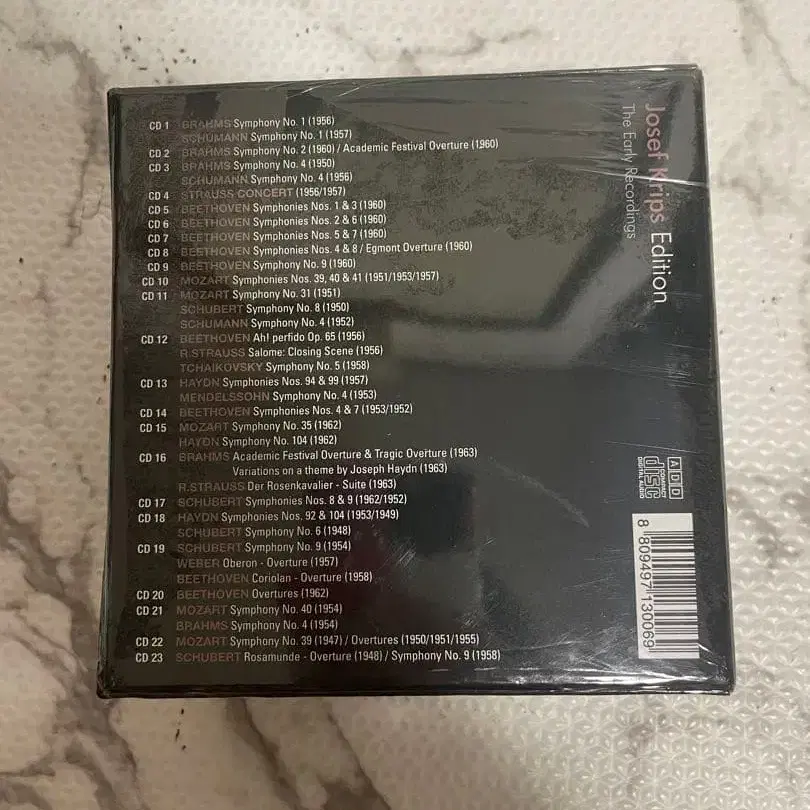 CD 1 BRAHMS Symphony No. 1 (1956)
SCHUMANN Symphony No. 1 (1957)
CD 2 BRAHMS Symphony No. 2 (1960) / Academic Festival Overture (1960)
CD 3 BRAHMS Symphony No. 4 (1950)
SCHUMANN Symphony No. 4 (1956)
CD 4 STRAUSS CONCERT (1956/1957)
CD 5 BEETHOVEN Symphonies Nos. 1 & 3 (1960)
CD 6 BEETHOVEN Symphonies Nos. 2 & 6 (1960)
CD 7 BEETHOVEN Symphonies Nos. 5 & 7 (1960)
CD 8 BEETHOVEN Symphonies Nos. 4 & 8 / Egmont Overture (1960)
CD 9 BEETHOVEN Symphony No. 9 (1960)
CD 10 MOZART Symphonies Nos. 39, 40 & 41 (1951/1953/1957)
CD 11 MOZART Symphony No. 31 (1951)
SCHUBERT Symphony No. 8 (1950)
SCHUMANN Symphony No. 4 (1952)
CD 12 BEETHOVEN Ah! perfido Op. 65 (1956)
R.STRAUSS Salome: Closing Scene (1956)
TCHAIKOVSKY Symphony No. 5 (1958)
CD 13 HAYDN Symphonies Nos. 94 & 99 (1957)
MENDELSSOHN Symphony No. 4 (1953)
CD 14 BEETHOVEN Symphonies Nos. 4 & 7 (1953/1952)
CD 15 MOZART Symphony No. 35 (1962)
HAYDN Symphony No. 104 (1962)
CD 16 BRAHMS Academic Festival Overture & Tragic Overture (1963)
Variations on a theme by Joseph Haydn (1963)
R.STRAUSS Der Rosenkavalier - Suite (1963)
CD 17 SCHUBERT Symphonies Nos. 8 & 9 (1962/1952)
CD 18 HAYDN Symphonies Nos. 92 & 104 (1953/1949)
SCHUBERT Symphony No. 6 (1948)
CD 19 SCHUBERT Symphony No. 9 (1954)
WEBER Oberon - Overture (1957)
BEETHOVEN Coriolan - Overture (1958)
CD 20 BEETHOVEN Overtures (1962)
CD 21 MOZART Symphony No. 40 (1954)
BRAHMS Symphony No. 4 (1954)
CD 22 MOZART Symphony No. 39 (1947) / Overtures (1950/1951/1955)
CD 23 SCHUBERT Rosamunde - Overture (1948) / Symphony No. 9 (1958)
Josef Krips Edition
The Early Recordings
ADD
COMPACT
disc
DIGITAL AUDIO
8 809497 130069